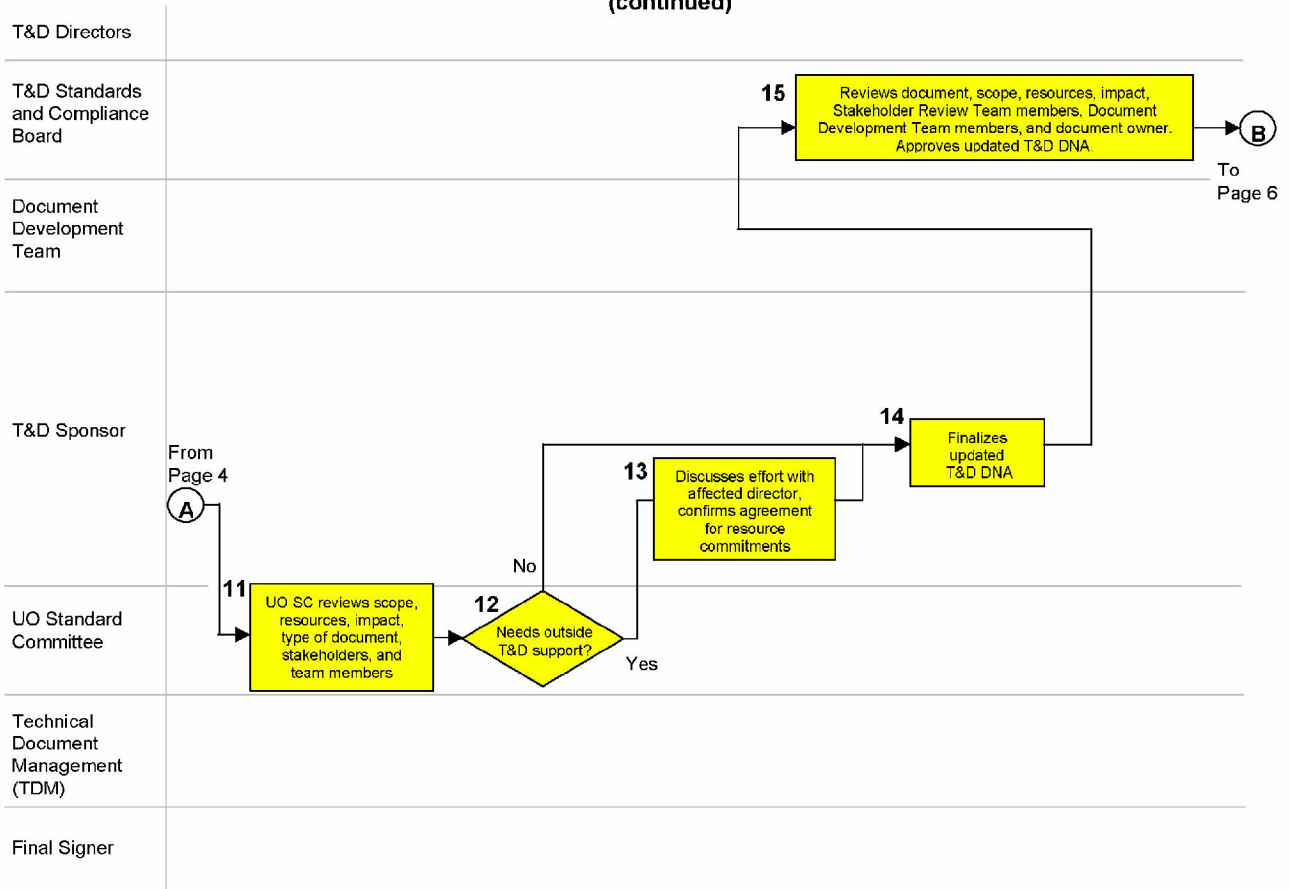 (continued)
T&D Directors
T&D Standards
and Compliance
Board
15
Reviews document, scope, resources, impact,
Stakeholder Review Team members, Document
Development Team members, and document owner.
Approves updated T&D DNA.
B
To
Page 6
Document
Development
Team
T&D Sponsor
From
Page 4
A
13
Discusses effort with
affected director,
confirms agreement
for resource
commitments
14
Finalizes
updated
T&D DNA
No
UO Standard
Committee
11
UO SC reviews scope,
resources, impact,
type of document,
stakeholders, and
team members
12
Needs outside
T&D support?
Yes
Technical
Document
Management
(TDM)
Final Signer